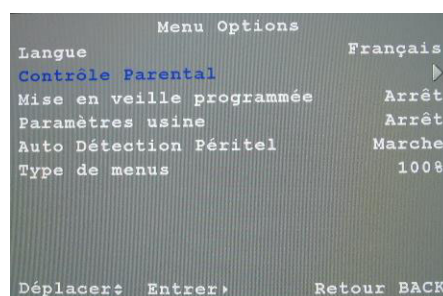 Menu Options
Langue Français
Contrôle Parental
Mise en veille programmée Arrêt
Paramètres usine Arrêt
Auto Détection Péritel Marche
Type de menus 100%
Déplacer Entrer Retour BACK